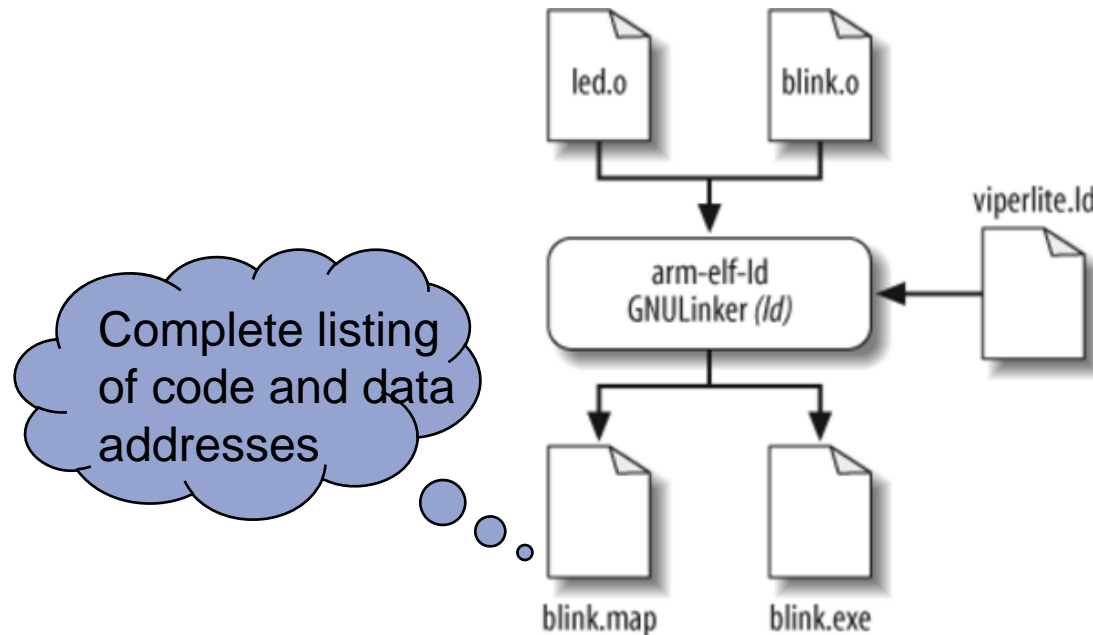 led.o
blink.o
viperlite.ld
arm-elf-ld
GNULinker (ld)
Complete listing
of code and data
addresses
blink.map
blink.exe